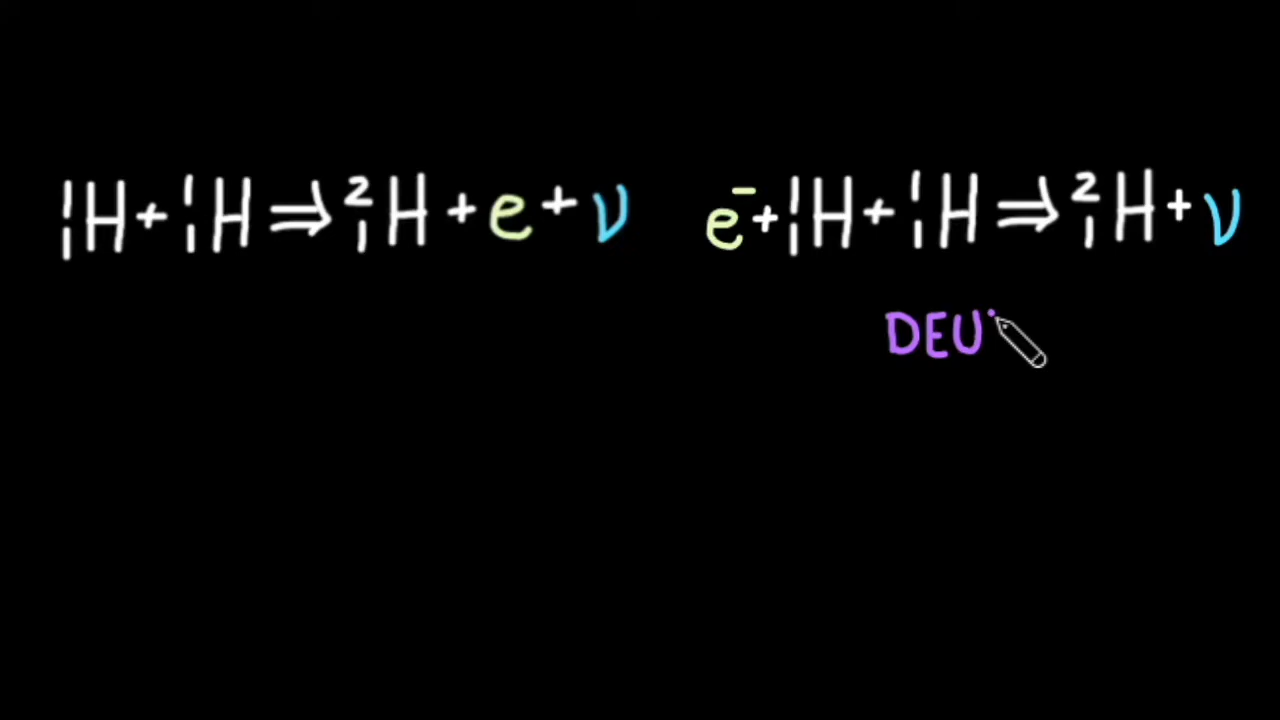 ¹₁H + ¹₁H ⇒ ²₁H + e + ν
e⁻ + ¹₁H + ¹₁H ⇒ ²₁H + ν
DEU